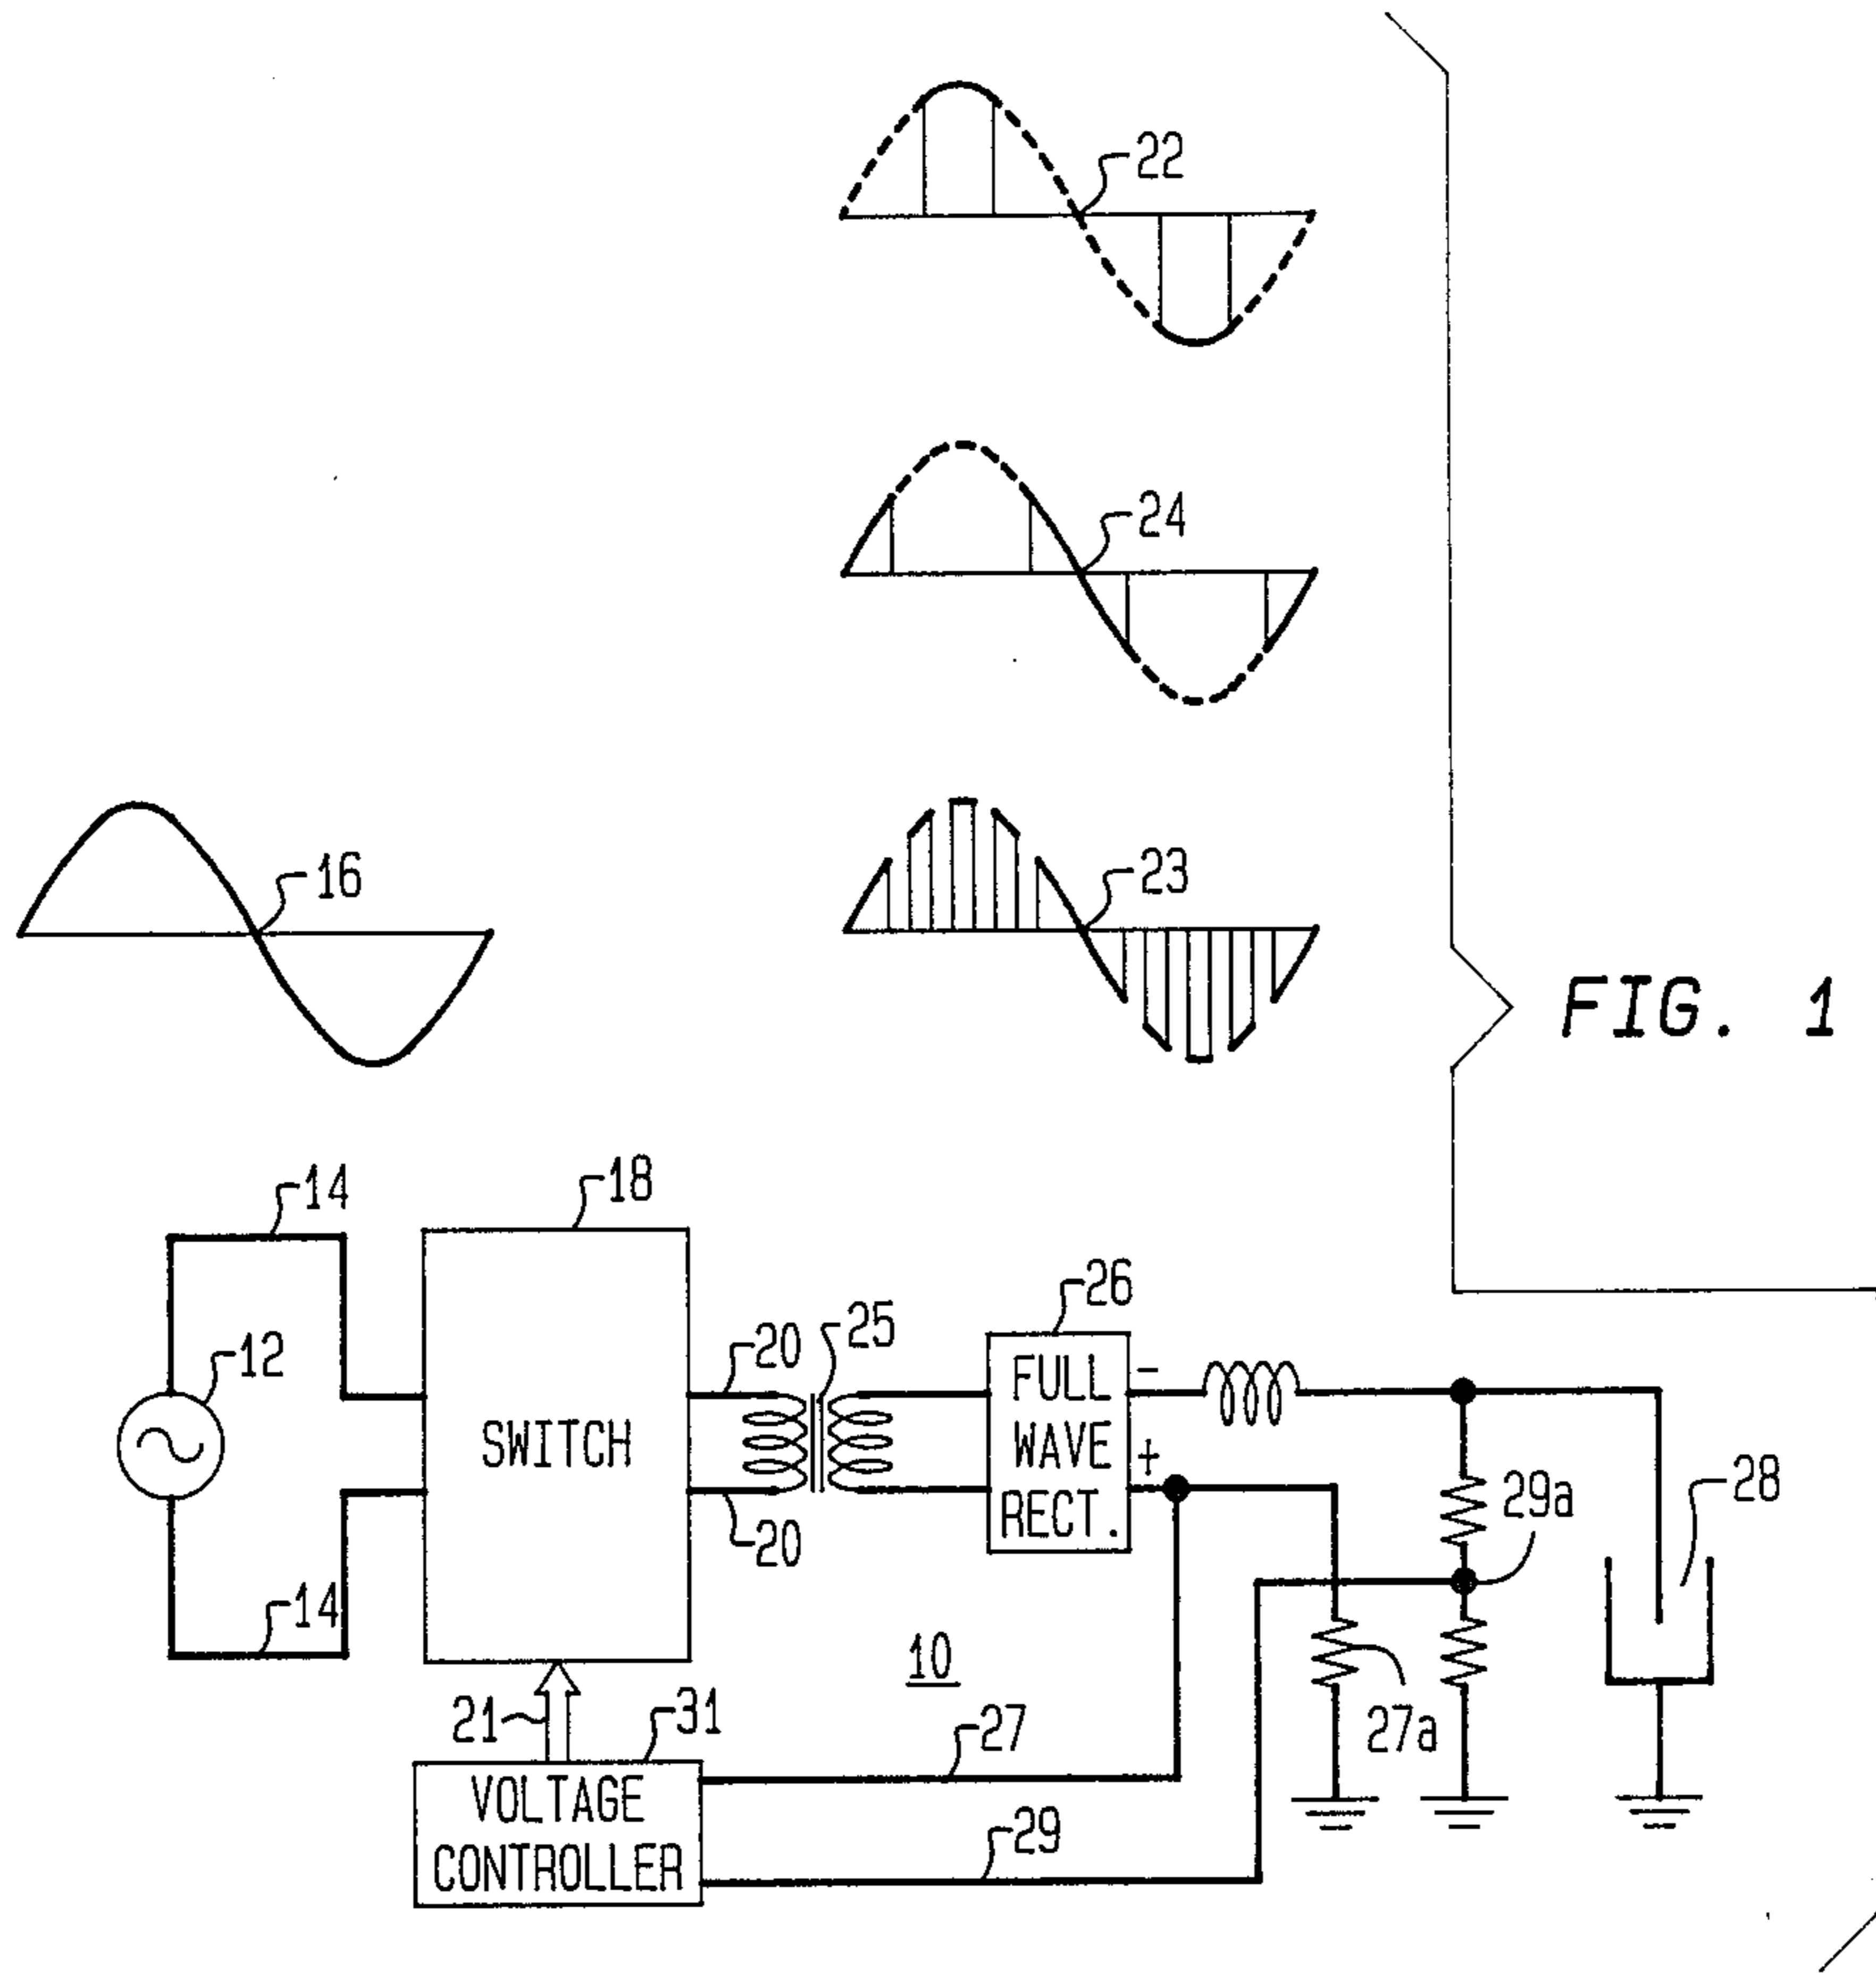 22
24
16
23
FIG. 1
14
18
26
25
12
20
FULL
WAVE
RECT.
-
+
SWITCH
29a
28
20
14
10
21
31
27
27a
VOLTAGE
CONTROLLER
29